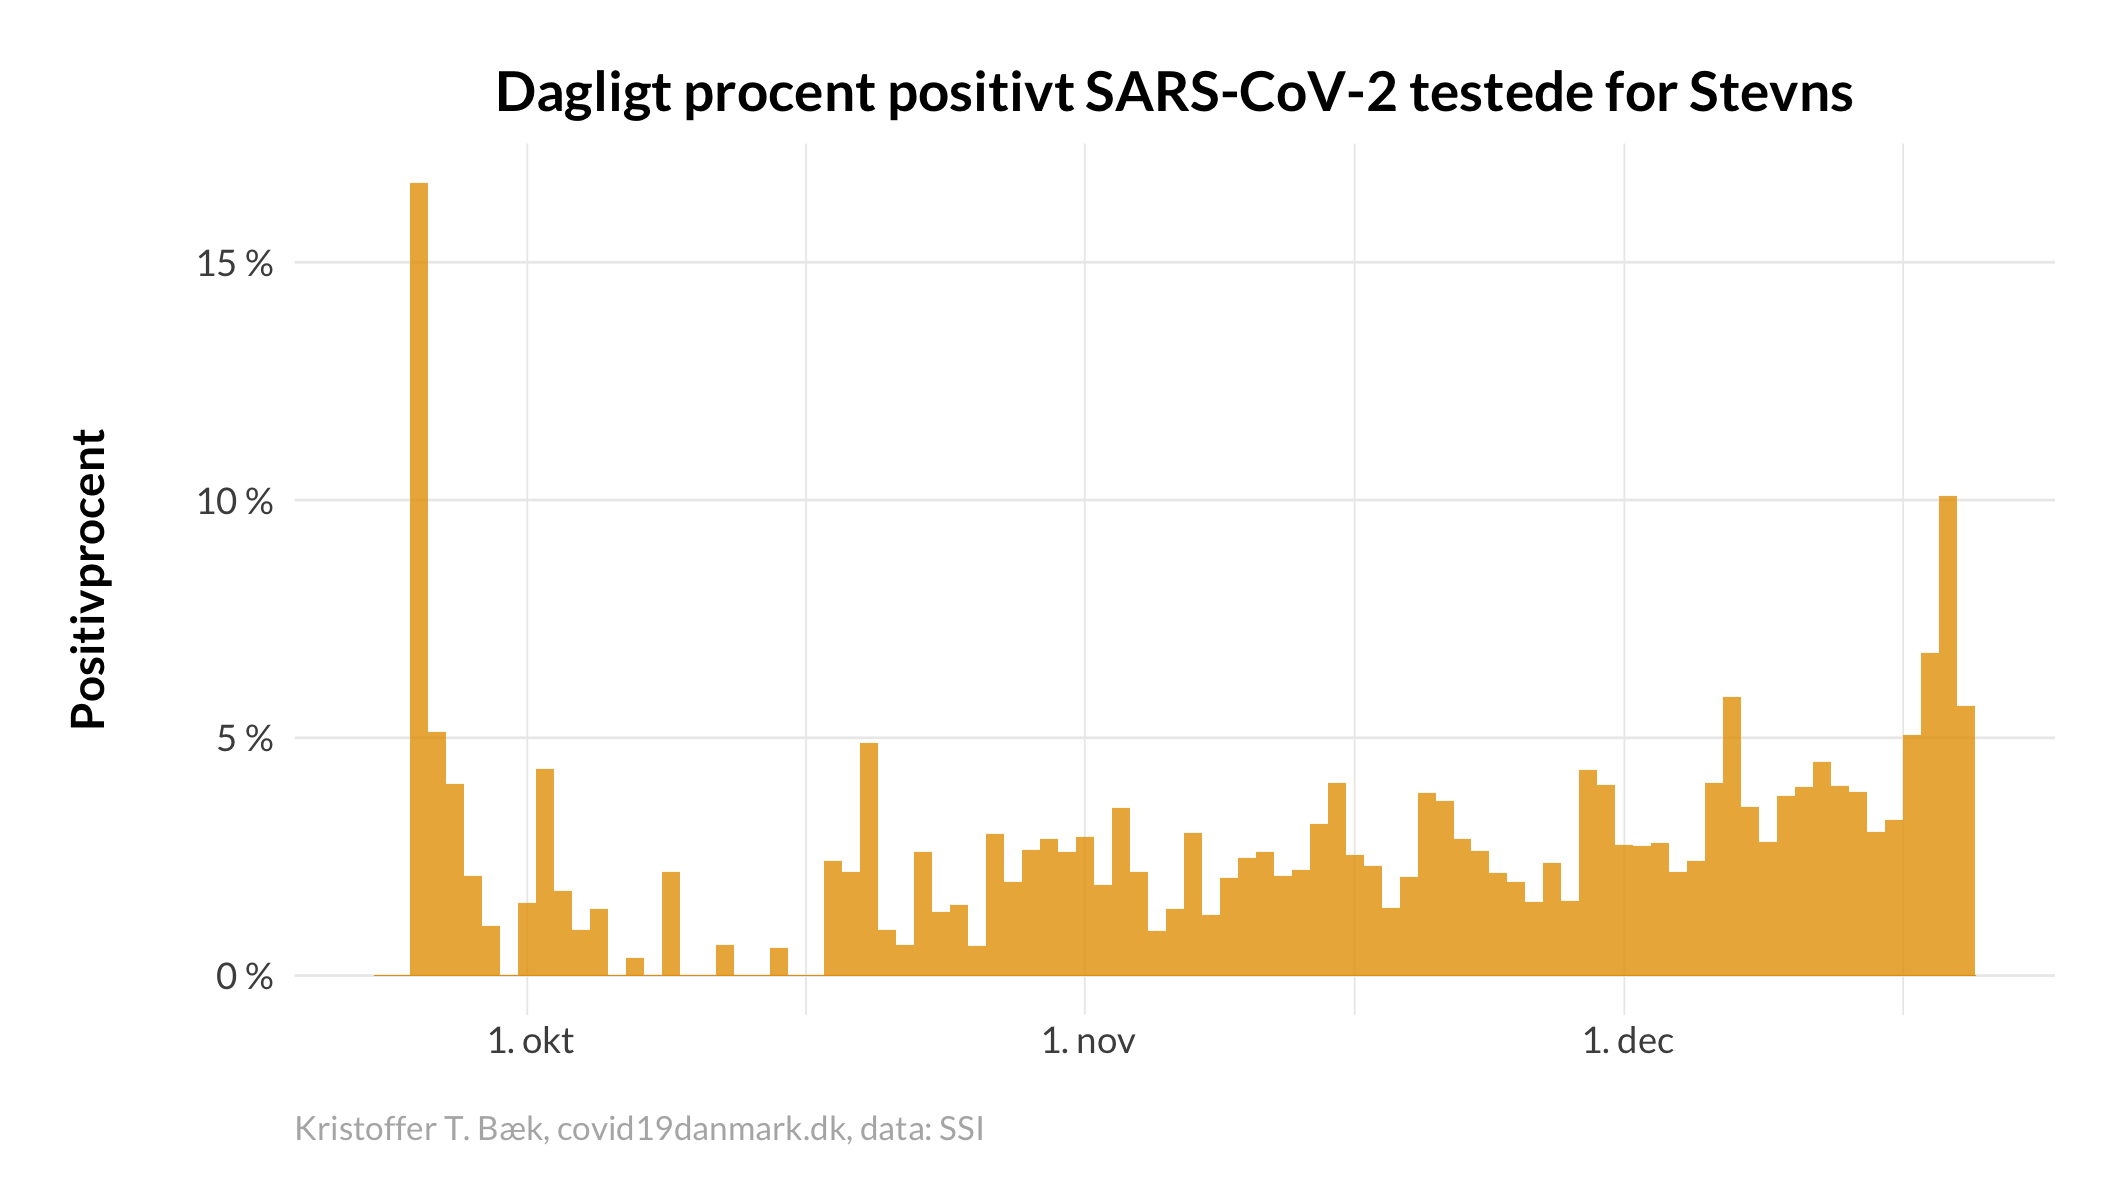 Dagligt procent positivt SARS-CoV-2 testede for Stevns
Positivprocent
15 %
10 %
5 %
0 %
1. okt
1. nov
1. dec
Kristoffer T. Bæk, covid19danmark.dk, data: SSI